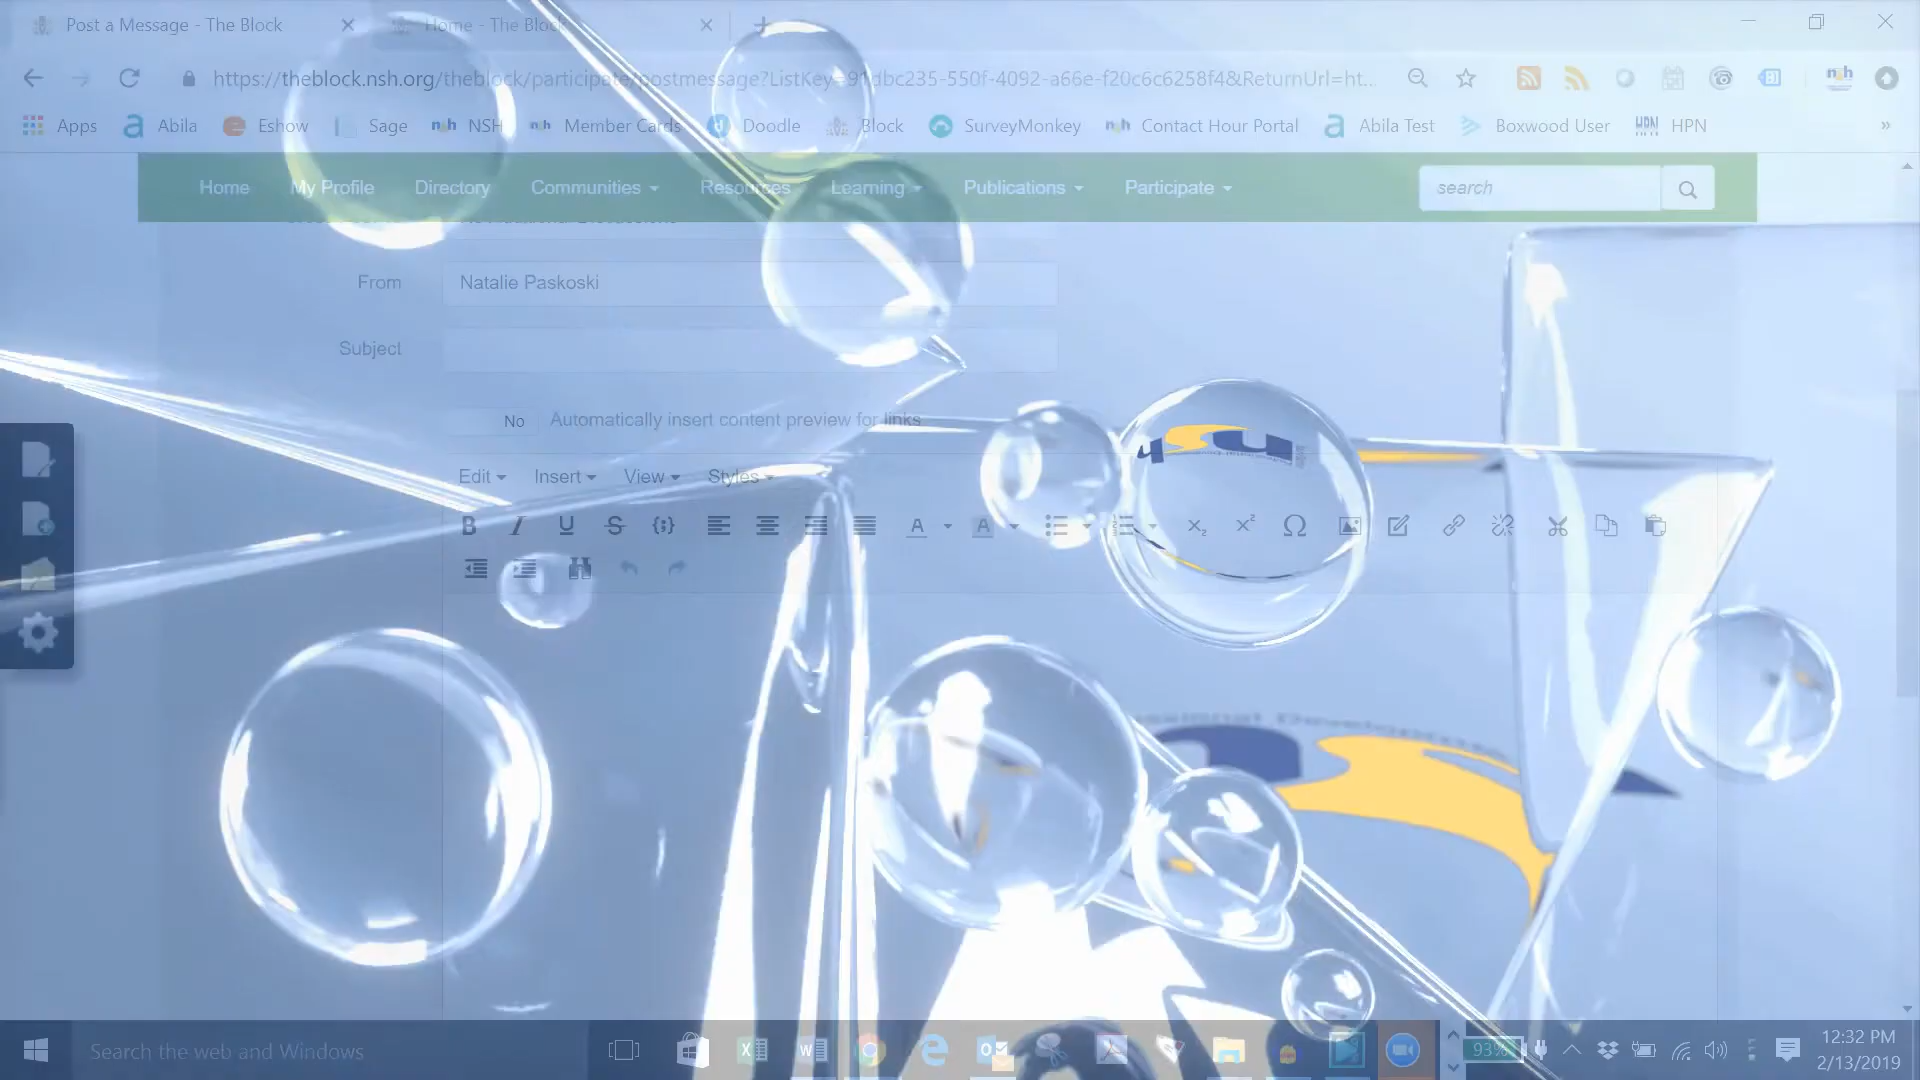 Post a Message - The Block
Home - The Block
https://theblock.nsh.org/theblock/participate/postmessage?ListKey=91dbc235-550f-4092-a66e-f20c6c6258f4&ReturnUrl=ht...
Apps Abila Eshow Sage NSH Member Cards Doodle Block SurveyMonkey Contact Hour Portal Abila Test Boxwood User HPN »
Home My Profile Directory Communities Resources Learning Publications Participate search
From Natalie Paskoski
Subject
No Automatically insert content preview for links
Edit Insert View Styles
Search the web and Windows
93%
12:32 PM
2/13/2019